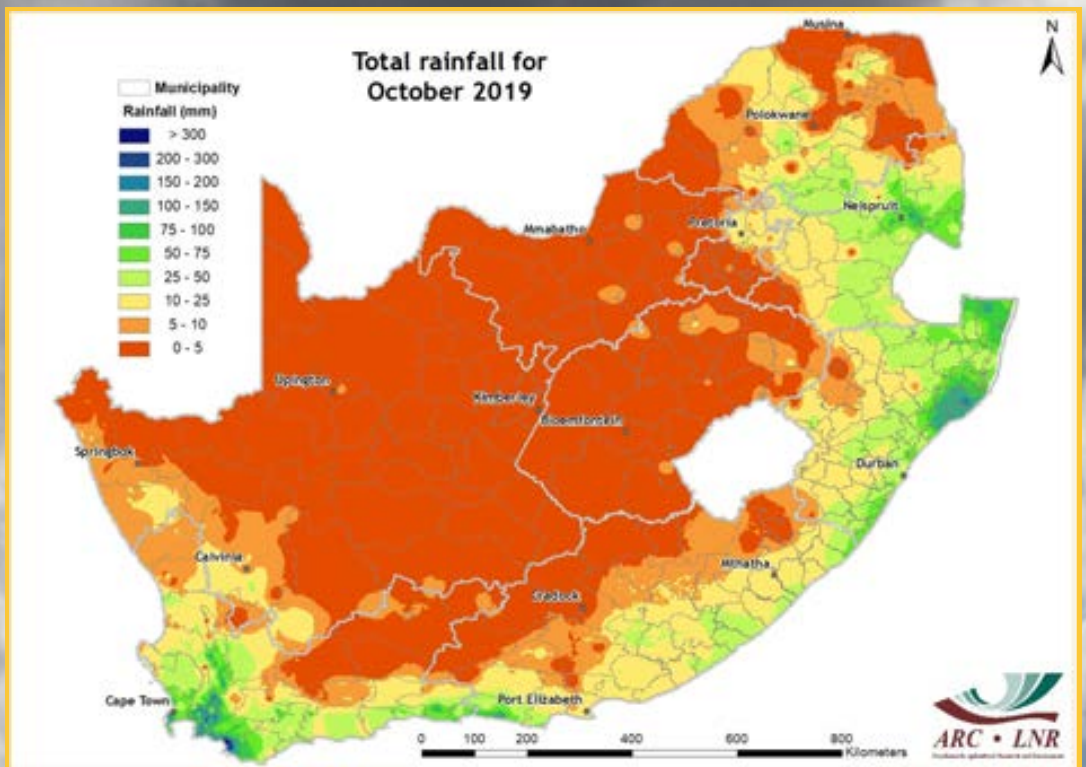 Total rainfall for
October 2019
N
Municipality
Rainfall (mm)
> 300
200 - 300
150 - 200
100 - 150
75 - 100
50 - 75
25 - 50
10 - 25
5 - 10
0 - 5
Musina
Polokwane
Nelspruit
Pretoria
Mmabatho
Upington
Kimberley
Bloemfontein
Springbok
Durban
Calvinia
Mthatha
Cradock
Cape Town
Port Elizabeth
0 100 200 400 600 800
Kilometers
ARC • LNR